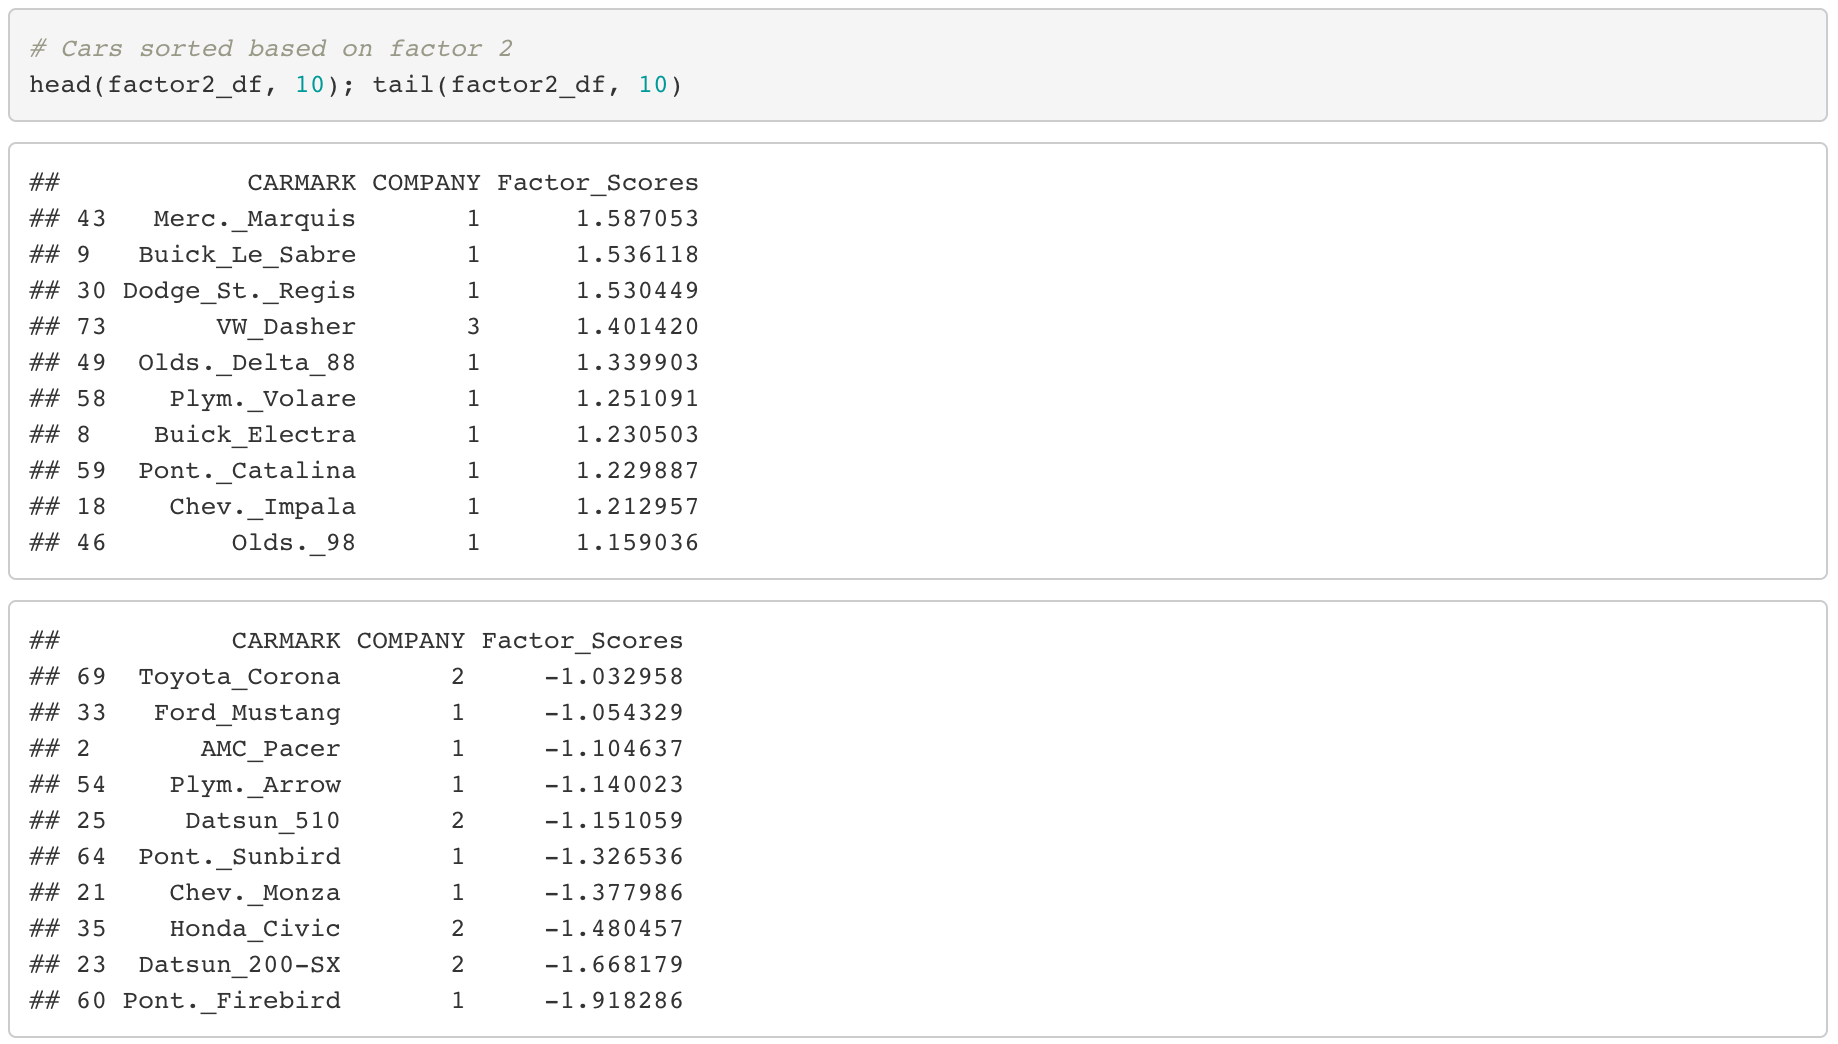 # Cars sorted based on factor 2
head(factor2_df, 10); tail(factor2_df, 10)
##            CARMARK COMPANY Factor_Scores
## 43   Merc._Marquis       1      1.587053
## 9   Buick_Le_Sabre       1      1.536118
## 30 Dodge_St._Regis       1      1.530449
## 73       VW_Dasher       3      1.401420
## 49  Olds._Delta_88       1      1.339903
## 58    Plym._Volare       1      1.251091
## 8    Buick_Electra       1      1.230503
## 59  Pont._Catalina       1      1.229887
## 18    Chev._Impala       1      1.212957
## 46        Olds._98       1      1.159036
##           CARMARK COMPANY Factor_Scores
## 69  Toyota_Corona       2     -1.032958
## 33   Ford_Mustang       1     -1.054329
## 2       AMC_Pacer       1     -1.104637
## 54    Plym._Arrow       1     -1.140023
## 25     Datsun_510       2     -1.151059
## 64  Pont._Sunbird       1     -1.326536
## 21    Chev._Monza       1     -1.377986
## 35    Honda_Civic       2     -1.480457
## 23  Datsun_200-SX       2     -1.668179
## 60 Pont._Firebird       1     -1.918286